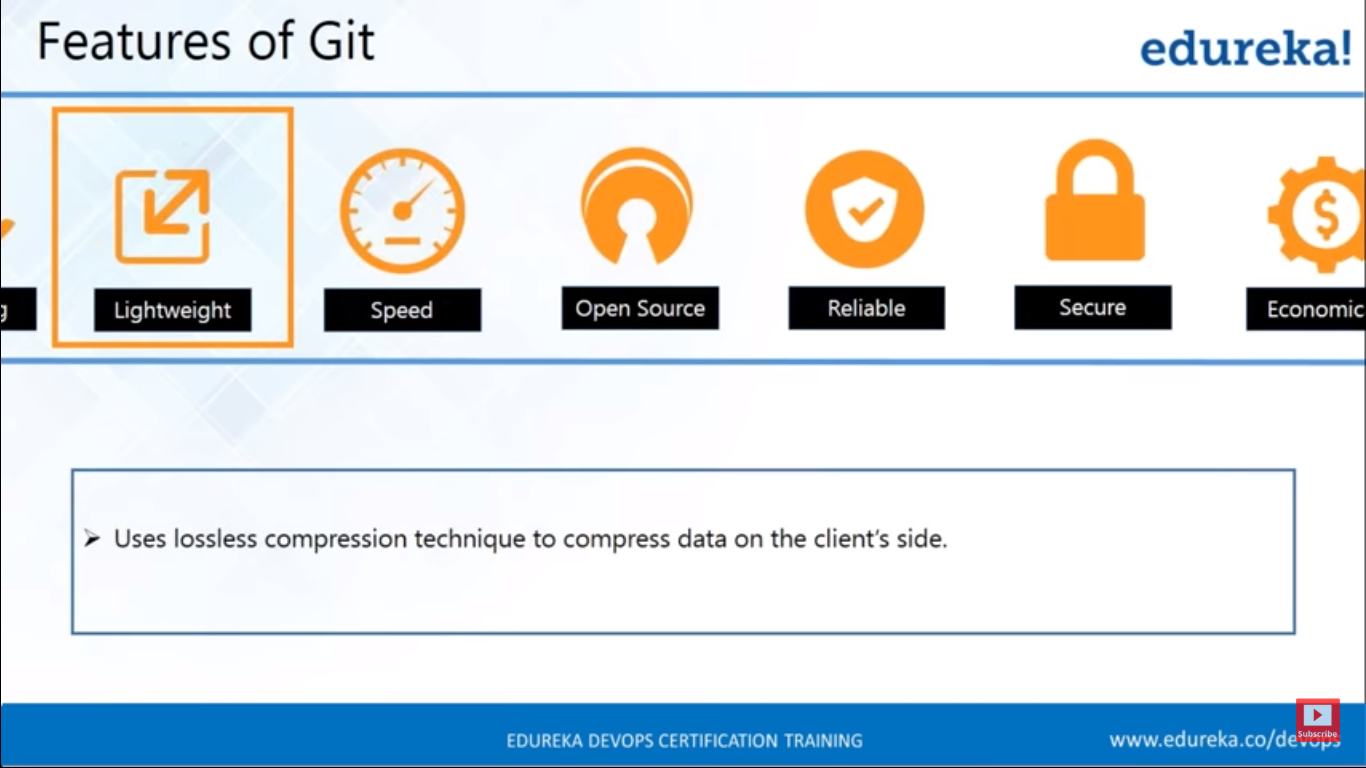 Features of Git
edureka!
g
Lightweight
Speed
Open Source
Reliable
Secure
Economic
➤ Uses lossless compression technique to compress data on the client's side.
EDUREKA DEVOPS CERTIFICATION TRAINING
www.edureka.co/devops
Subscribe